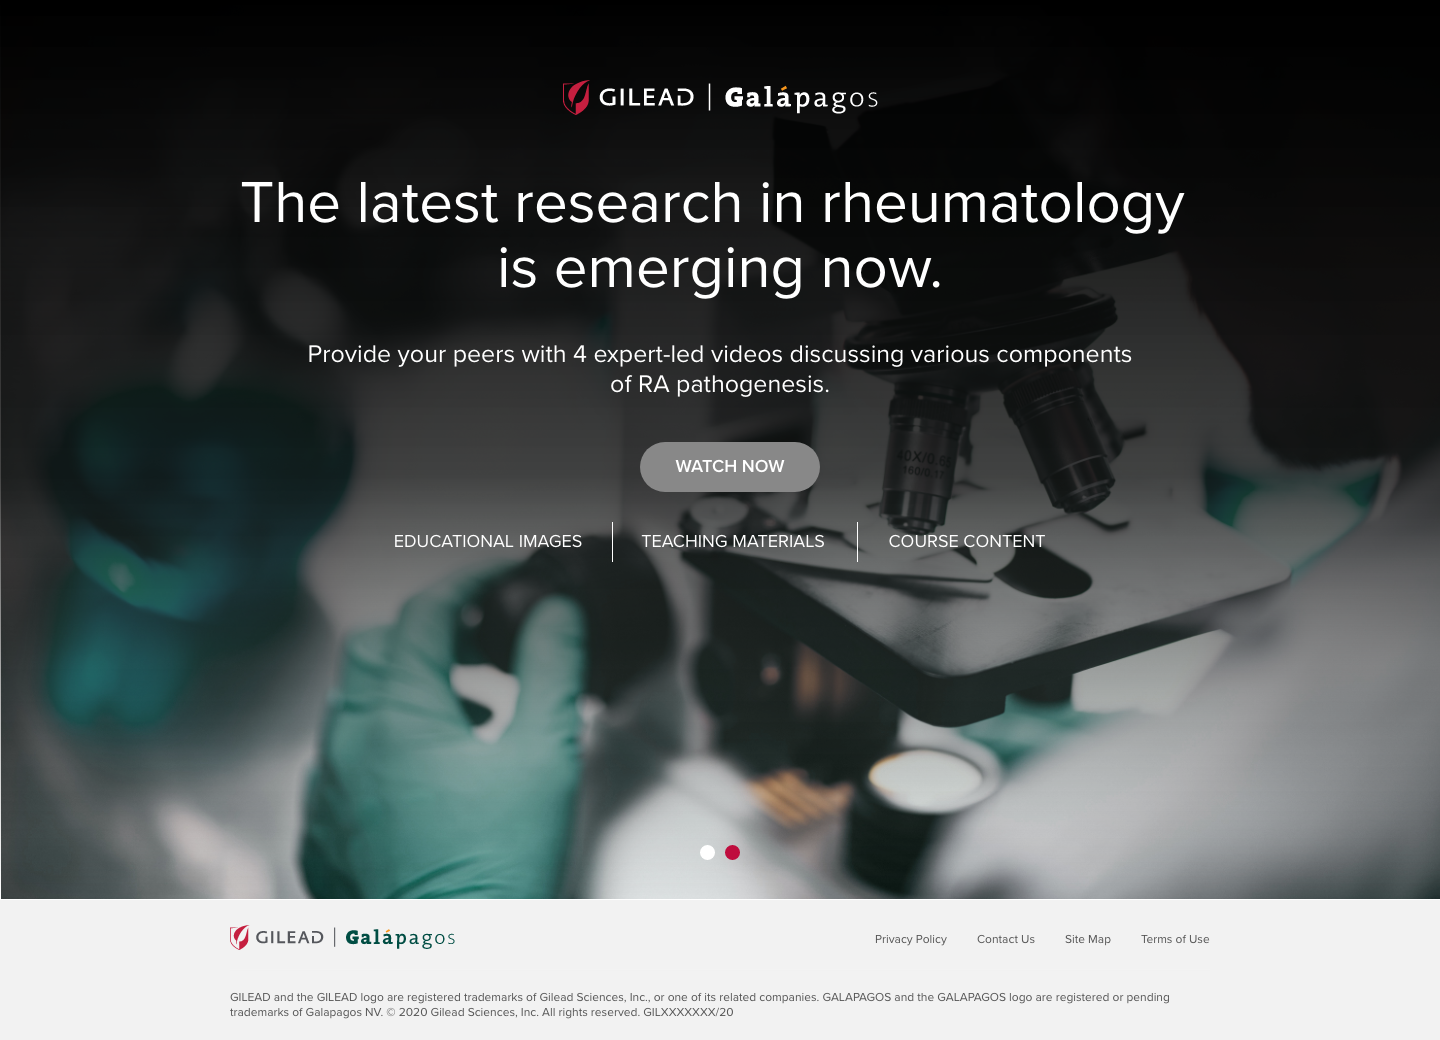 GILEAD | Galápagos
The latest research in rheumatology
is emerging now.
Provide your peers with 4 expert-led videos discussing various components
of RA pathogenesis.
WATCH NOW
40X/0.65
160/0.17
EDUCATIONAL IMAGES
TEACHING MATERIALS
COURSE CONTENT
GILEAD | Galápagos
Privacy Policy
Contact Us
Site Map
Terms of Use
GILEAD and the GILEAD logo are registered trademarks of Gilead Sciences, Inc., or one of its related companies. GALAPAGOS and the GALAPAGOS logo are registered or pending
trademarks of Galapagos NV. © 2020 Gilead Sciences, Inc. All rights reserved. GILXXXXXXX/20